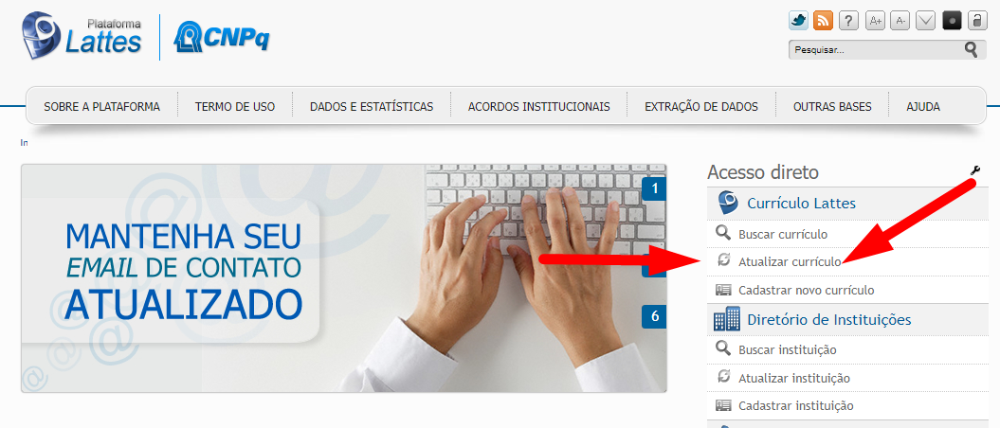 Plataforma
Lattes
CNPq
A+
A-
Pesquisar...
SOBRE A PLATAFORMA
TERMO DE USO
DADOS E ESTATÍSTICAS
ACORDOS INSTITUCIONAIS
EXTRAÇÃO DE DADOS
OUTRAS BASES
AJUDA
In
MANTENHA SEU
EMAIL DE CONTATO
ATUALIZADO
1
6
Acesso direto
Currículo Lattes
Buscar currículo
Atualizar currículo
Cadastrar novo currículo
Diretório de Instituições
Buscar instituição
Atualizar instituição
Cadastrar instituição